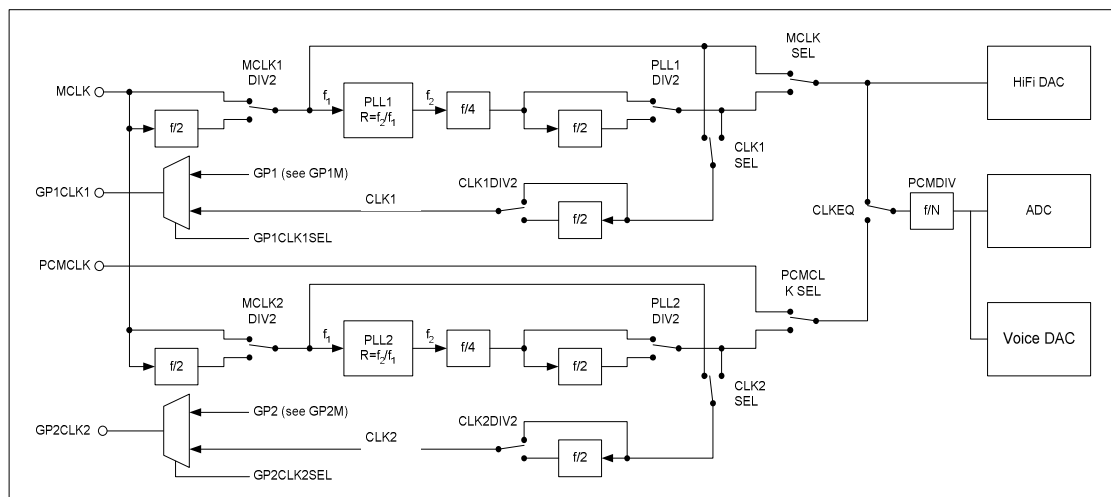 MCLK
MCLK1
DIV2
f/2
f1
PLL1
R=f2/f1
f2
f/4
f/2
PLL1
DIV2
MCLK
SEL
HiFi DAC
CLK1
SEL
GP1CLK1
GP1 (see GP1M)
CLK1
CLK1DIV2
f/2
GP1CLK1SEL
CLKEQ
PCMDIV
f/N
ADC
PCMCLK
MCLK2
DIV2
f/2
f1
PLL2
R=f2/f1
f2
f/4
f/2
PLL2
DIV2
PCMCL
K SEL
Voice DAC
CLK2
SEL
GP2CLK2
GP2 (see GP2M)
CLK2
CLK2DIV2
f/2
GP2CLK2SEL